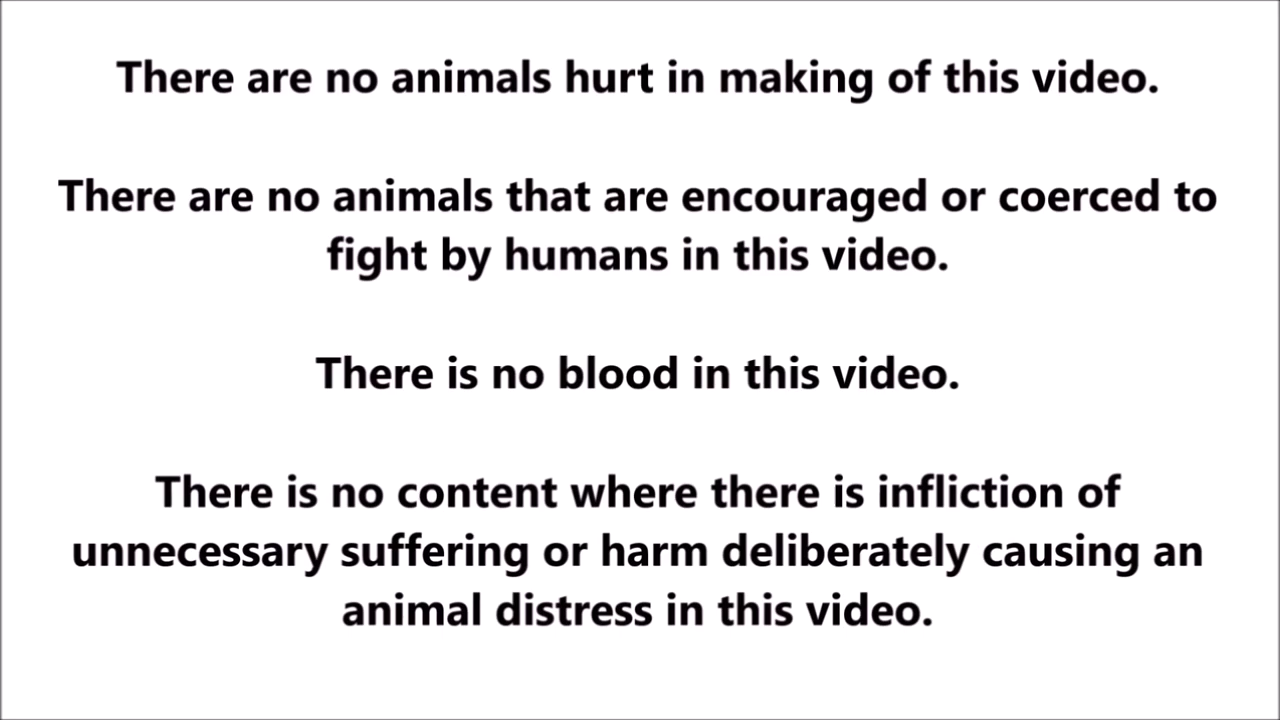 There are no animals hurt in making of this video.
There are no animals that are encouraged or coerced to
fight by humans in this video.
There is no blood in this video.
There is no content where there is infliction of
unnecessary suffering or harm deliberately causing an
animal distress in this video.